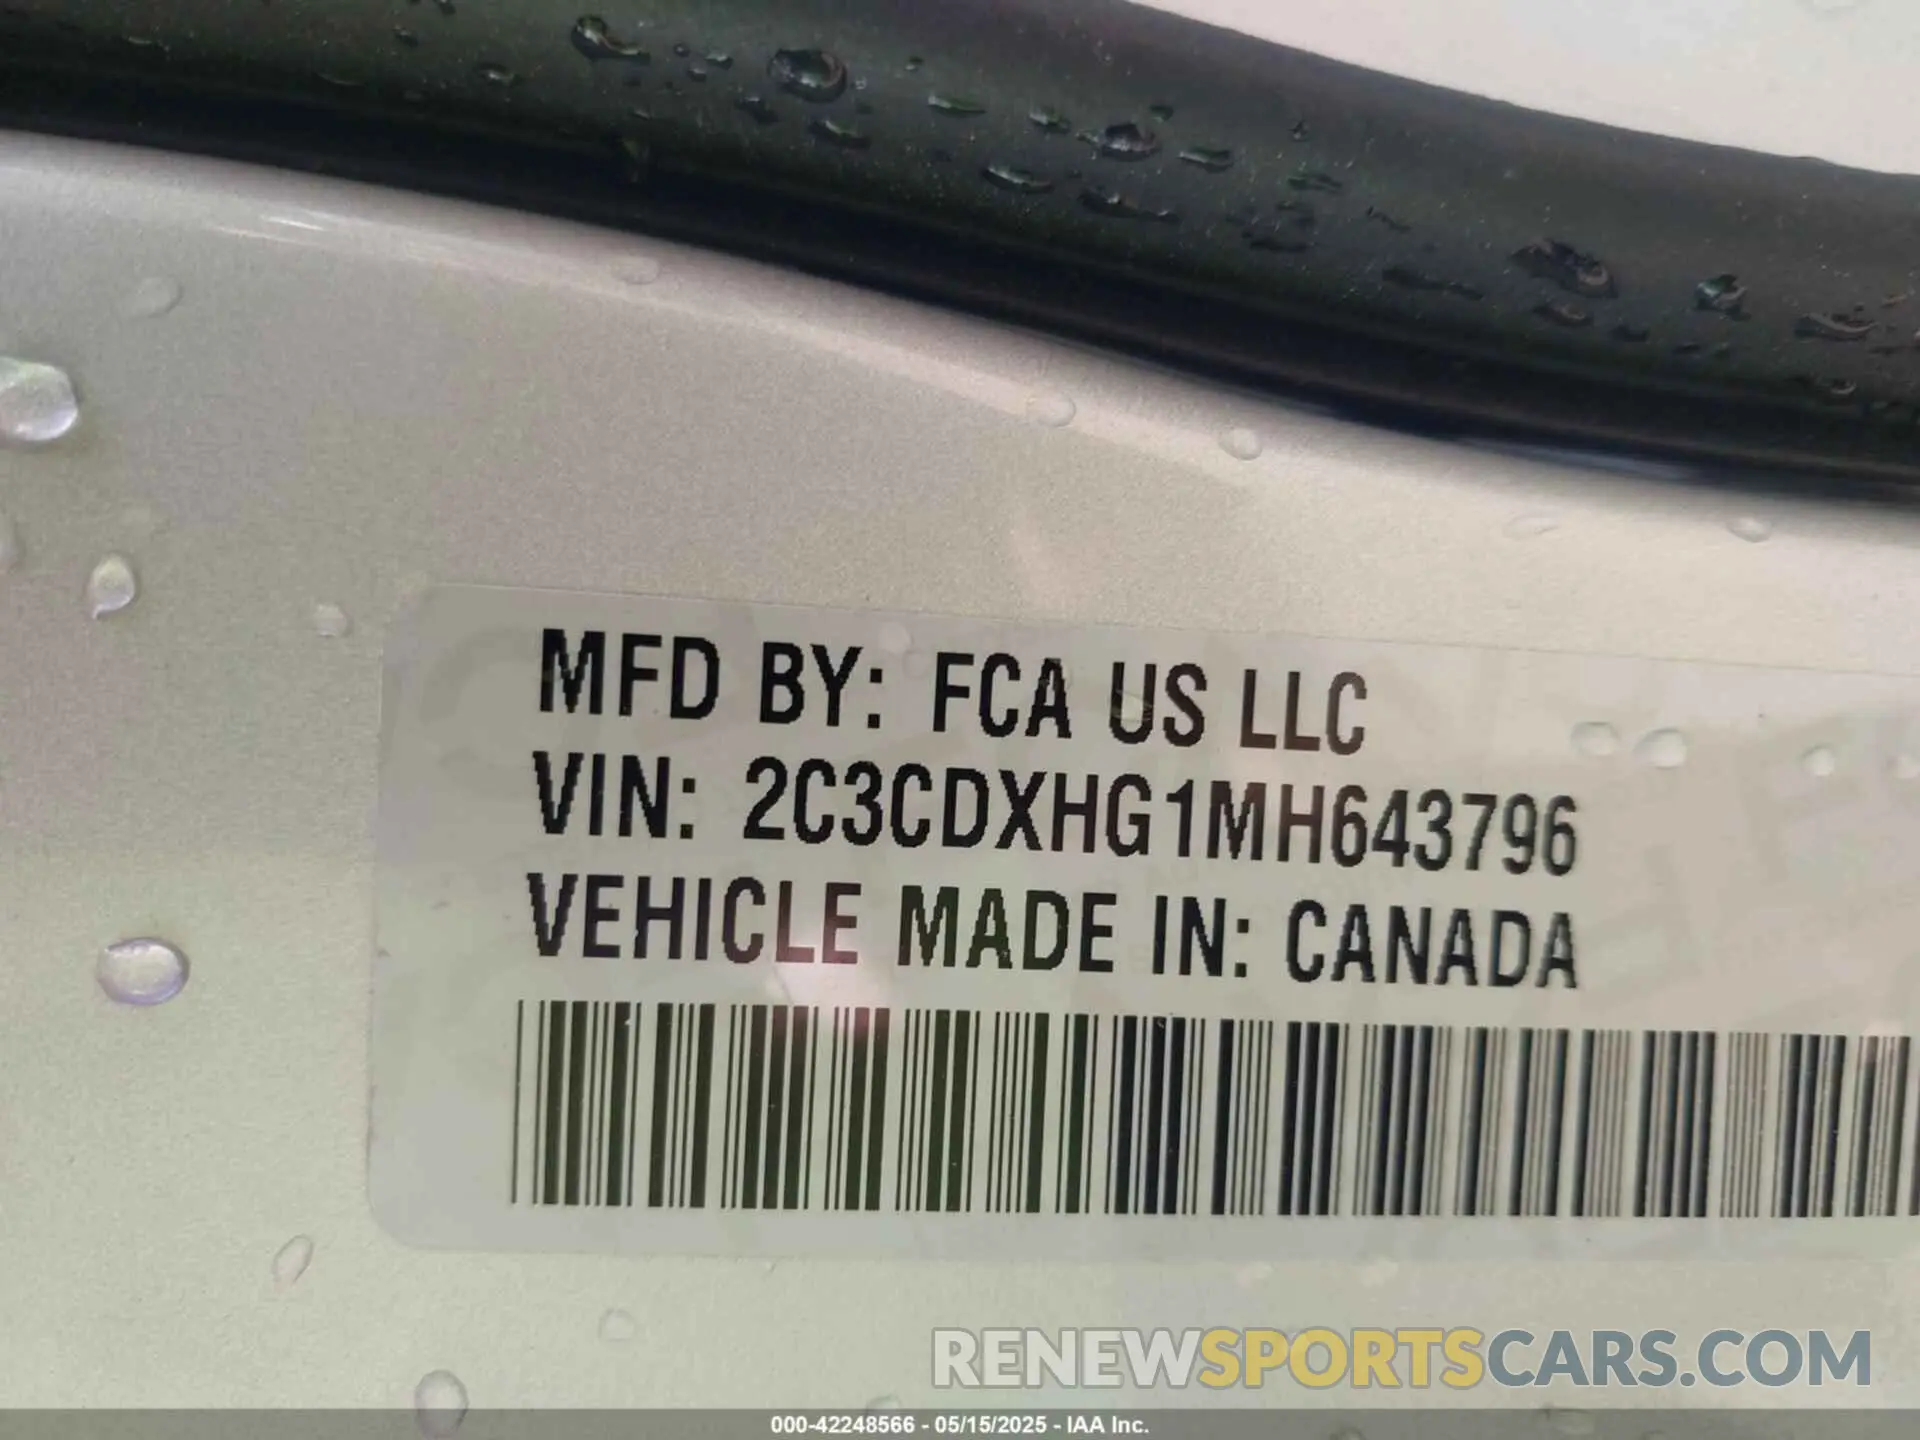 MFD BY: FCA US LLC
VIN: 2C3CDXHG1MH643796
VEHICLE MADE IN: CANADA
RENEWSPORTSCARS.COM
000-42248566 - 05/15/2025 - IAA Inc.